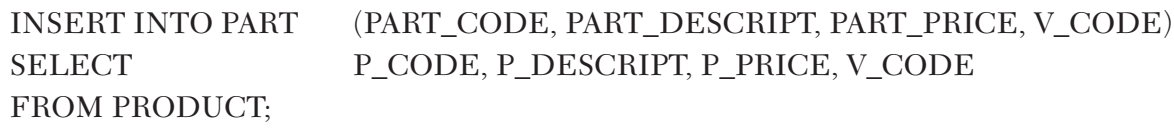 INSERT INTO PART (PART_CODE, PART_DESCRIPT, PART_PRICE, V_CODE)
SELECT P_CODE, P_DESCRIPT, P_PRICE, V_CODE
FROM PRODUCT;